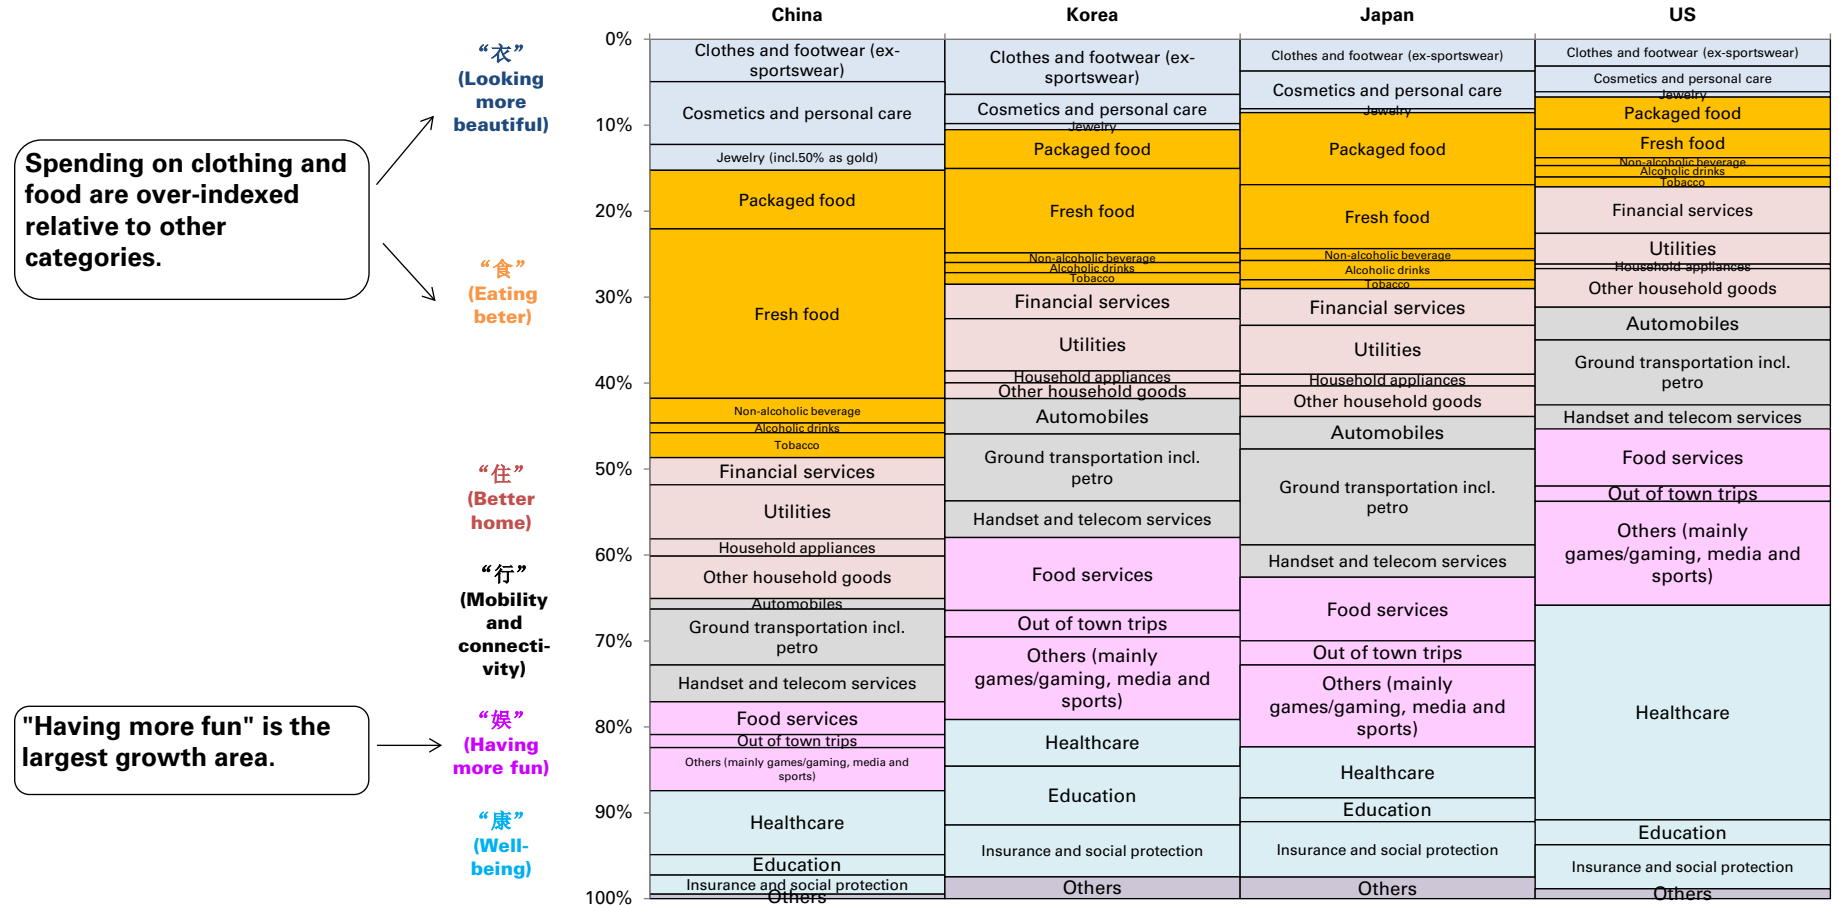 China
Korea
Japan
US
0%
10%
20%
30%
40%
50%
60%
70%
80%
90%
100%
Spending on clothing and
food are over-indexed
relative to other
categories.
"Having more fun" is the
largest growth area.
“衣”
(Looking
more
beautiful)
“食”
(Eating
beter)
“住”
(Better
home)
“行”
(Mobility
and
connecti-
vity)
“娱”
(Having
more fun)
“康”
(Well-
being)
Clothes and footwear (ex-
sportswear)
Cosmetics and personal care
Jewelry (incl.50% as gold)
Packaged food
Fresh food
Non-alcoholic beverage
Alcoholic drinks
Tobacco
Financial services
Utilities
Household appliances
Other household goods
Automobiles
Ground transportation incl.
petro
Handset and telecom services
Food services
Out of town trips
Others (mainly games/gaming, media and
sports)
Healthcare
Education
Insurance and social protection
Others
Clothes and footwear (ex-
sportswear)
Cosmetics and personal care
Jewelry
Packaged food
Fresh food
Non-alcoholic beverage
Alcoholic drinks
Tobacco
Financial services
Utilities
Household appliances
Other household goods
Automobiles
Ground transportation incl.
petro
Handset and telecom services
Food services
Out of town trips
Others (mainly
games/gaming, media and
sports)
Healthcare
Education
Insurance and social protection
Others
Clothes and footwear (ex-sportswear)
Cosmetics and personal care
Jewelry
Packaged food
Fresh food
Non-alcoholic beverage
Alcoholic drinks
Tobacco
Financial services
Utilities
Household appliances
Other household goods
Automobiles
Ground transportation incl.
petro
Handset and telecom services
Food services
Out of town trips
Others (mainly
games/gaming, media and
sports)
Healthcare
Education
Insurance and social protection
Others
Clothes and footwear (ex-sportswear)
Cosmetics and personal care
Jewelry
Packaged food
Fresh food
Non-alcoholic beverage
Alcoholic drinks
Tobacco
Financial services
Utilities
Household appliances
Other household goods
Automobiles
Ground transportation incl.
petro
Handset and telecom services
Food services
Out of town trips
Others (mainly
games/gaming, media and
sports)
Healthcare
Education
Insurance and social protection
Others